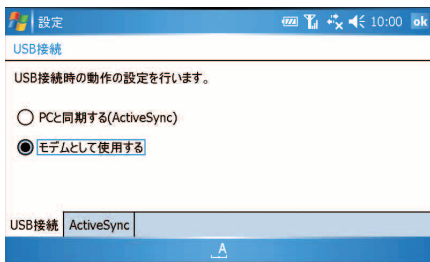 設定 10:00 ok
USB接続
USB接続時の動作の設定を行います。
PCと同期する(ActiveSync)
モデムとして使用する
USB接続 ActiveSync
A